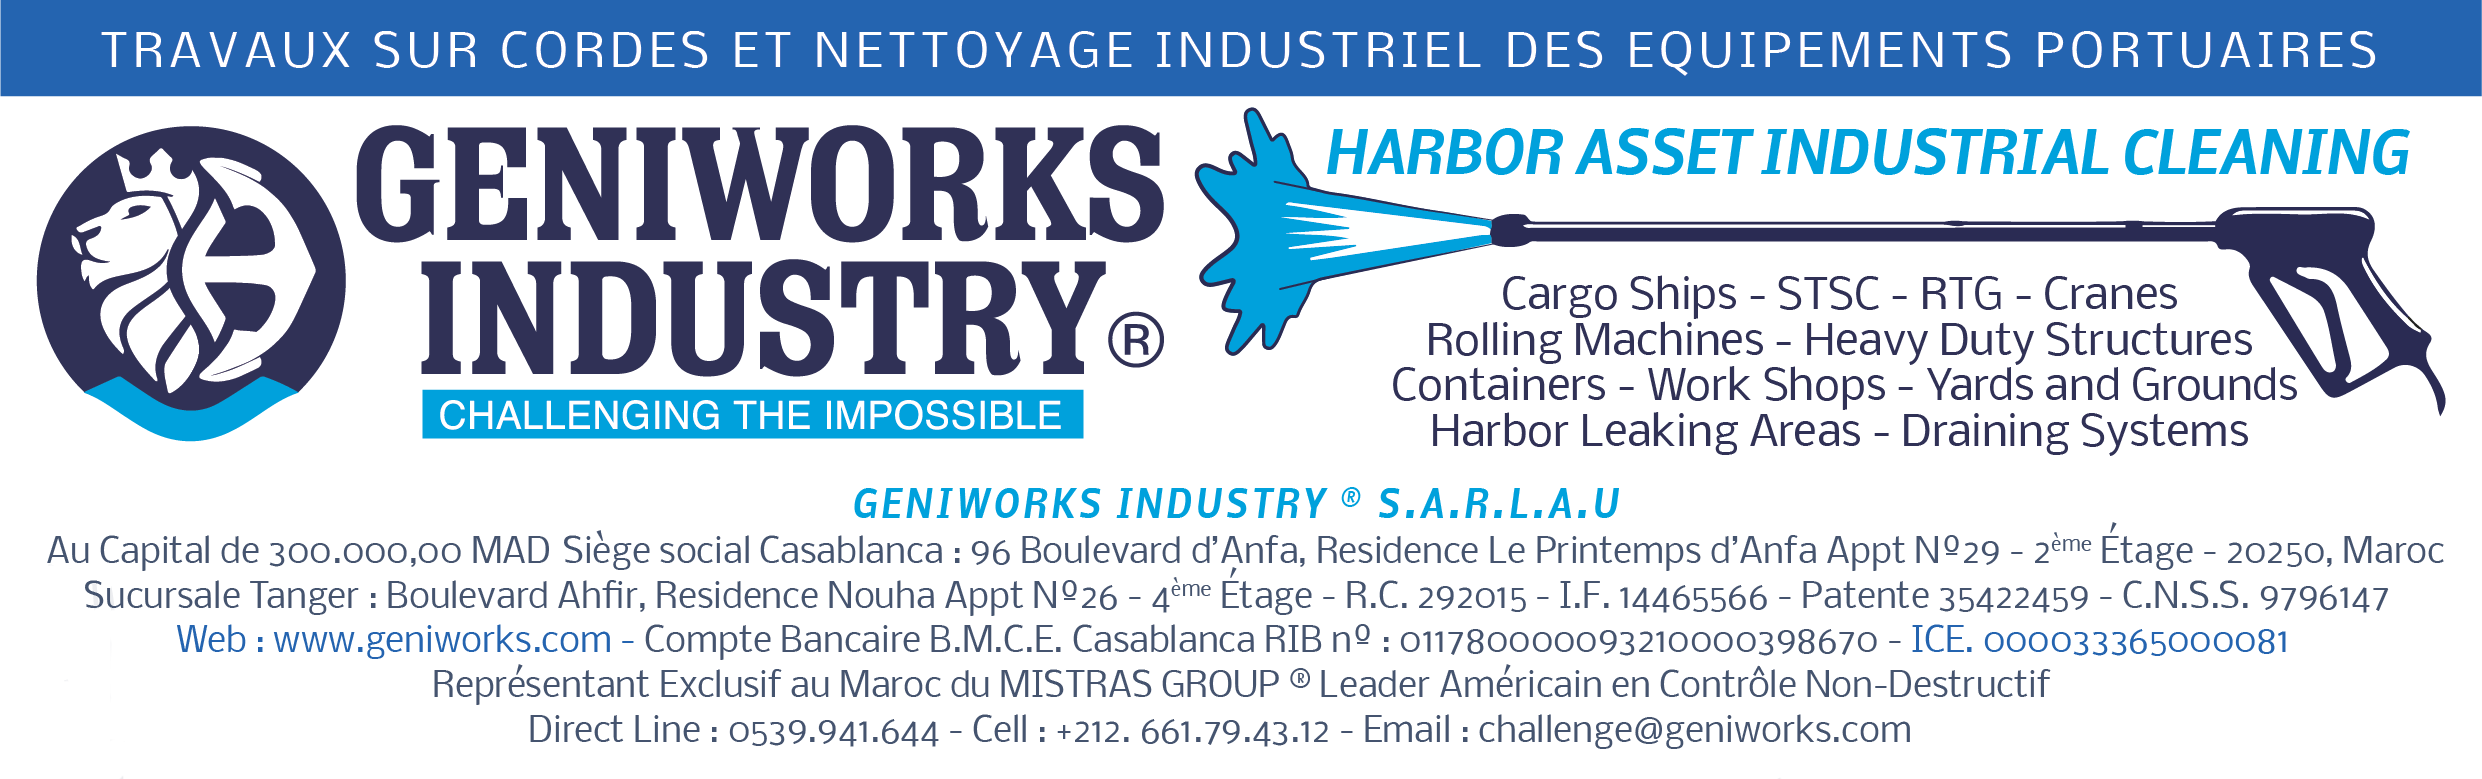 TRAVAUX SUR CORDES ET NETTOYAGE INDUSTRIEL DES EQUIPEMENTS PORTUAIRES
GENIWORKS
INDUSTRY®
CHALLENGING THE IMPOSSIBLE
HARBOR ASSET INDUSTRIAL CLEANING
Cargo Ships - STSC - RTG - Cranes
Rolling Machines - Heavy Duty Structures
Containers - Work Shops - Yards and Grounds
Harbor Leaking Areas - Draining Systems
GENIWORKS INDUSTRY ® S.A.R.L.A.U
Au Capital de 300.000,00 MAD Siège social Casablanca : 96 Boulevard d’Anfa, Residence Le Printemps d’Anfa Appt Nº29 - 2ème Étage - 20250, Maroc
Sucursale Tanger : Boulevard Ahfir, Residence Nouha Appt Nº26 - 4ème Étage - R.C. 292015 - I.F. 14465566 - Patente 35422459 - C.N.S.S. 9796147
Web : www.geniworks.com - Compte Bancaire B.M.C.E. Casablanca RIB nº : 011780000093210000398670 - ICE. 000033365000081
Représentant Exclusif au Maroc du MISTRAS GROUP ® Leader Américain en Contrôle Non-Destructif
Direct Line : 0539.941.644 - Cell : +212. 661.79.43.12 - Email : challenge@geniworks.com